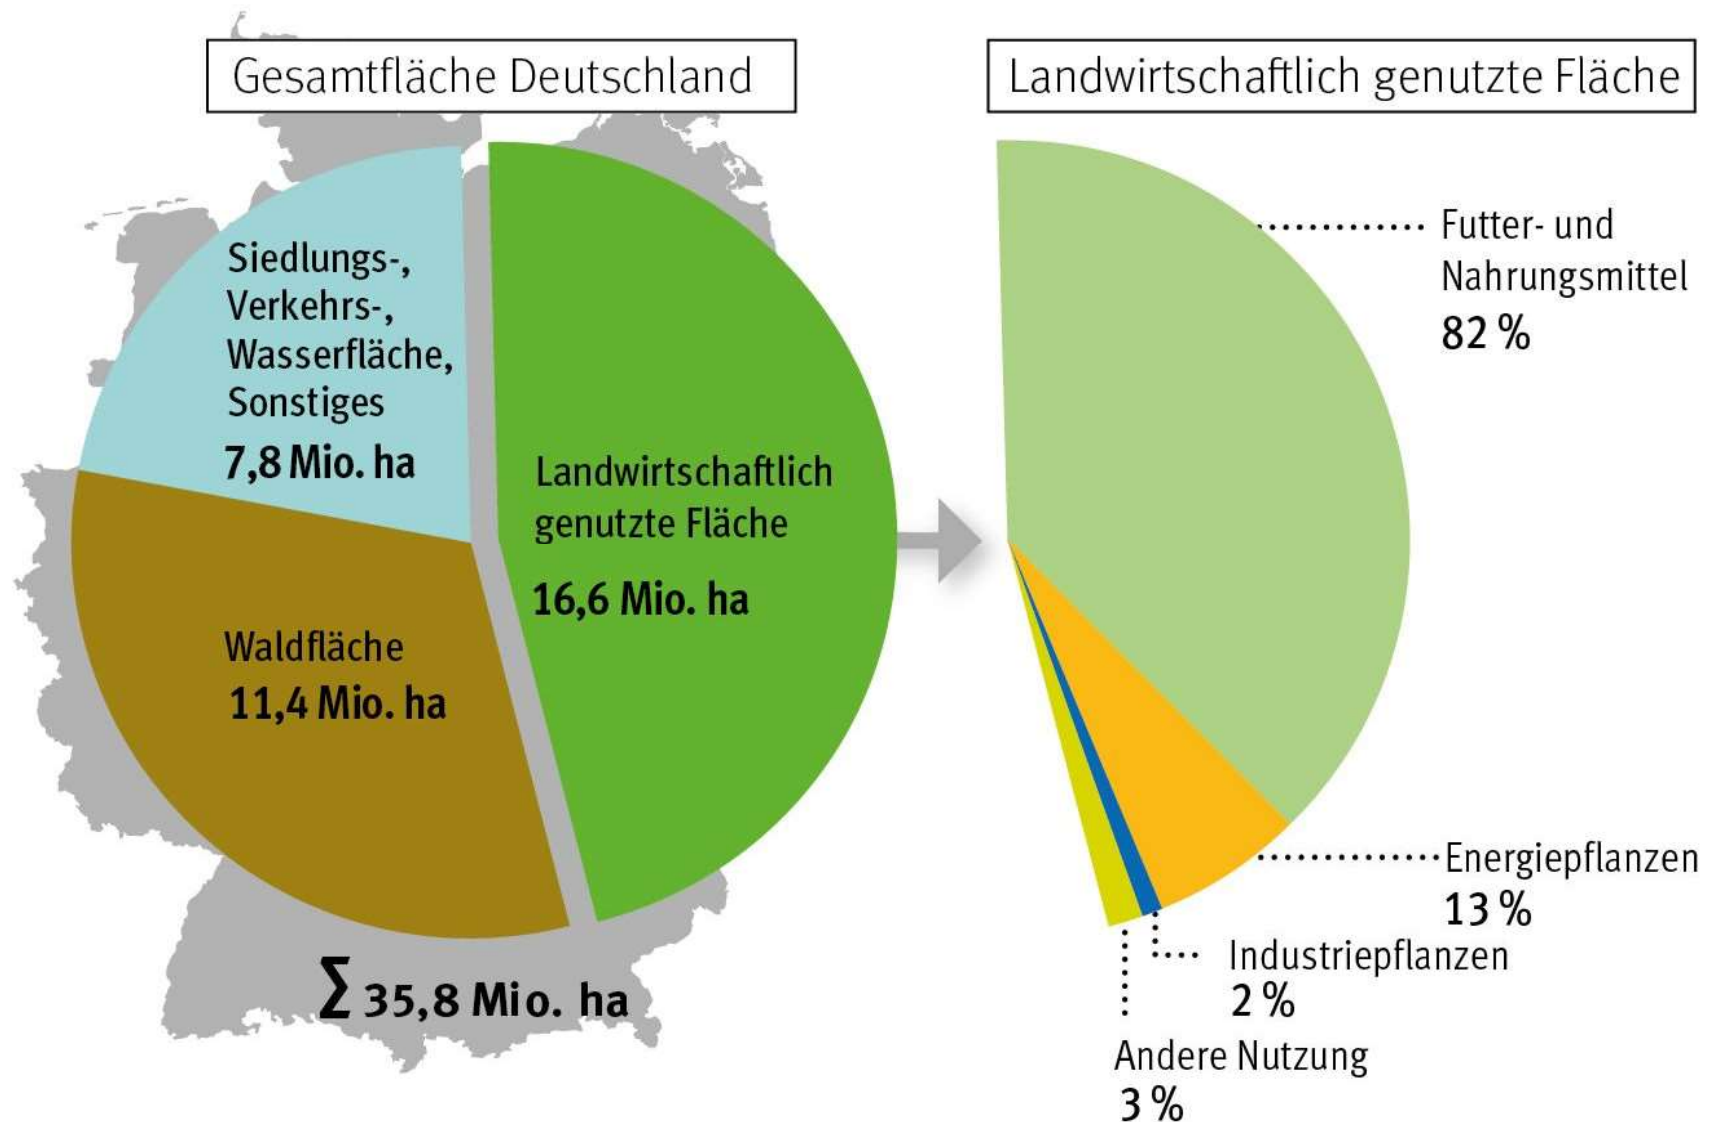 Gesamtfläche Deutschland
Siedlungs-,
Verkehrs-,
Wasserfläche,
Sonstiges
7,8 Mio. ha
Landwirtschaftlich
genutzte Fläche
16,6 Mio. ha
Waldfläche
11,4 Mio. ha
∑ 35,8 Mio. ha
Landwirtschaftlich genutzte Fläche
Futter- und
Nahrungsmittel
82 %
Energiepflanzen
13 %
Industriepflanzen
2 %
Andere Nutzung
3 %